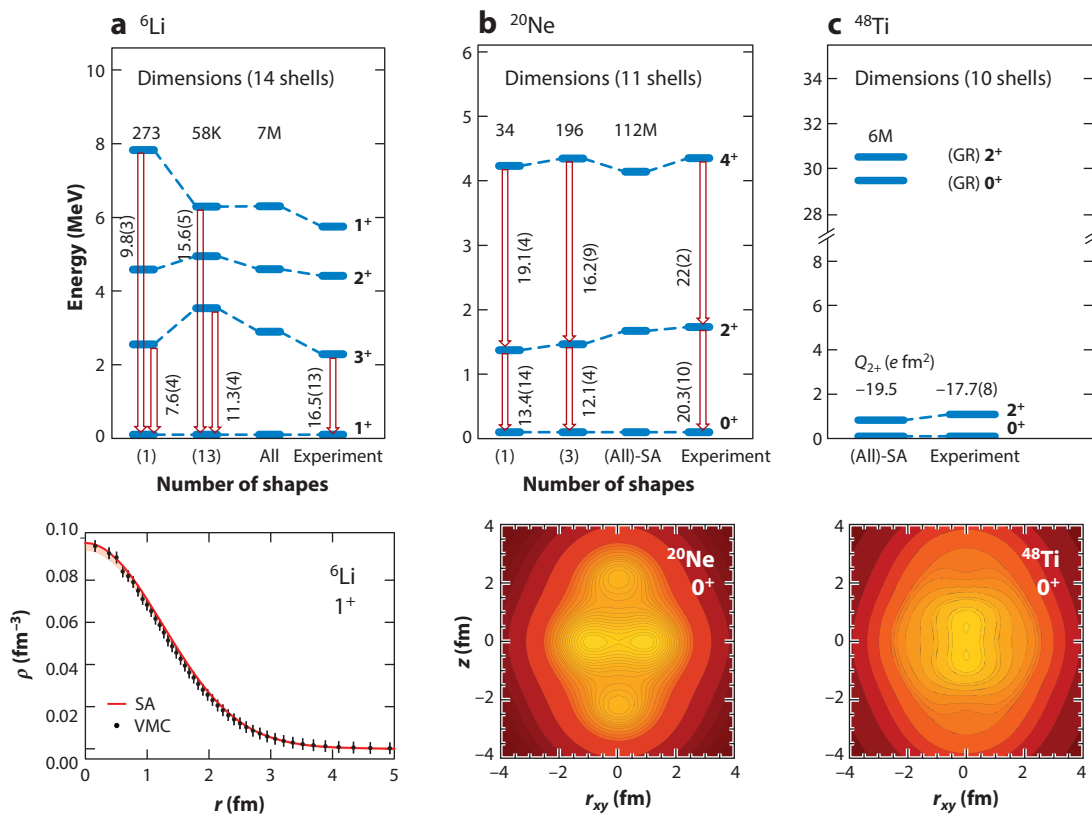 a ⁶Li
Dimensions (14 shells)
273 58K 7M
10
8
6
4
2
0
Energy (MeV)
9.8(3)
7.6(4)
15.6(5)
11.3(4)
16.5(13)
1⁺
2⁺
3⁺
1⁺
(1) (13) All Experiment
Number of shapes
b ²⁰Ne
Dimensions (11 shells)
34 196 112M
6
5
4
3
2
1
0
19.1(4)
13.4(14)
16.2(9)
12.1(4)
22(2)
20.3(10)
4⁺
2⁺
0⁺
(1) (3) (All)-SA Experiment
Number of shapes
c ⁴⁸Ti
Dimensions (10 shells)
6M
34
32
30
28
8
6
4
2
0
(GR) 2⁺
(GR) 0⁺
Q₂₊ (e fm²)
−19.5 −17.7(8)
2⁺
0⁺
(All)-SA Experiment
0.10
0.08
0.06
0.04
0.02
0.00
ρ (fm⁻³)
⁶Li
1⁺
SA
VMC
0 1 2 3 4 5
r (fm)
4
2
0
−2
−4
z (fm)
²⁰Ne
0⁺
−4 −2 0 2 4
rxy (fm)
4
2
0
−2
−4
⁴⁸Ti
0⁺
−4 −2 0 2 4
rxy (fm)